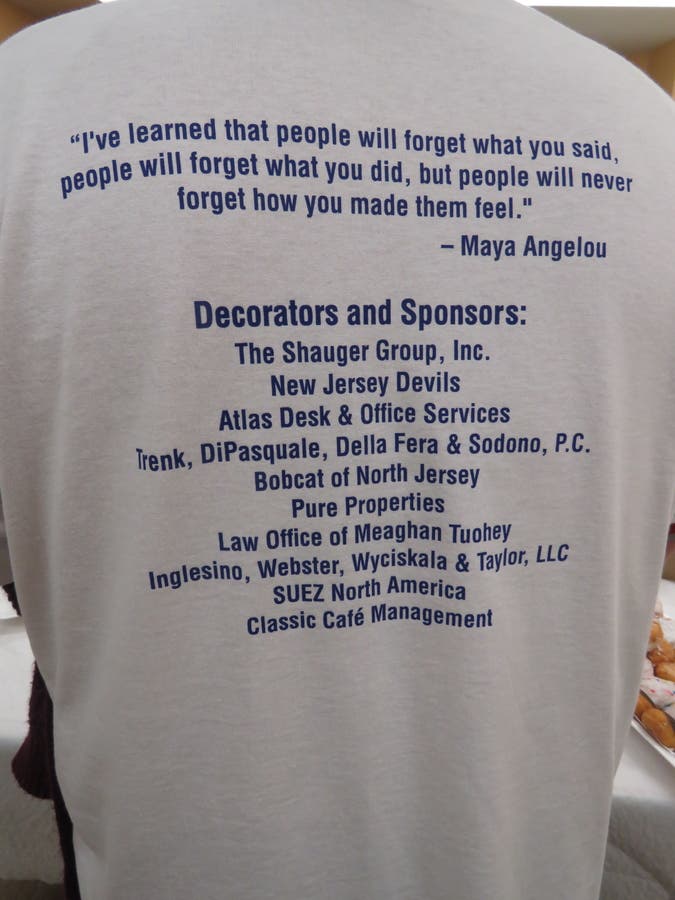 “I've learned that people will forget what you said,
people will forget what you did, but people will never
forget how you made them feel."
– Maya Angelou
Decorators and Sponsors:
The Shauger Group, Inc.
New Jersey Devils
Atlas Desk & Office Services
Trenk, DiPasquale, Della Fera & Sodono, P.C.
Bobcat of North Jersey
Pure Properties
Law Office of Meaghan Tuohey
Inglesino, Webster, Wyciskala & Taylor, LLC
SUEZ North America
Classic Café Management